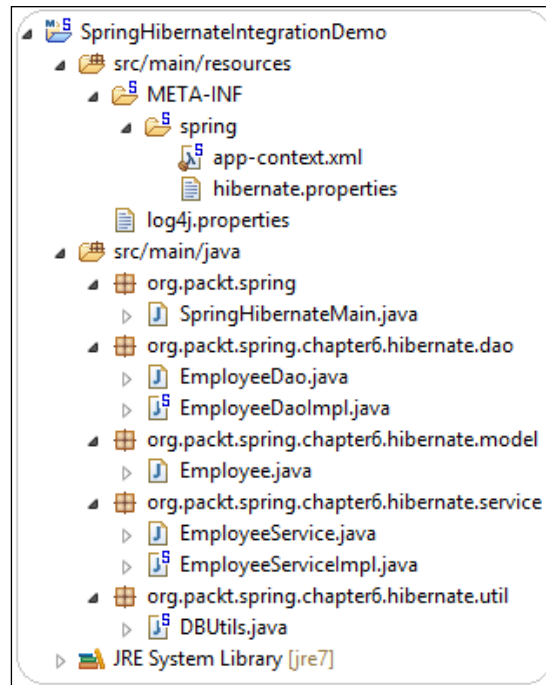 SpringHibernateIntegrationDemo
src/main/resources
META-INF
spring
app-context.xml
hibernate.properties
log4j.properties
src/main/java
org.packt.spring
SpringHibernateMain.java
org.packt.spring.chapter6.hibernate.dao
EmployeeDao.java
EmployeeDaoImpl.java
org.packt.spring.chapter6.hibernate.model
Employee.java
org.packt.spring.chapter6.hibernate.service
EmployeeService.java
EmployeeServiceImpl.java
org.packt.spring.chapter6.hibernate.util
DBUtils.java
JRE System Library [jre7]